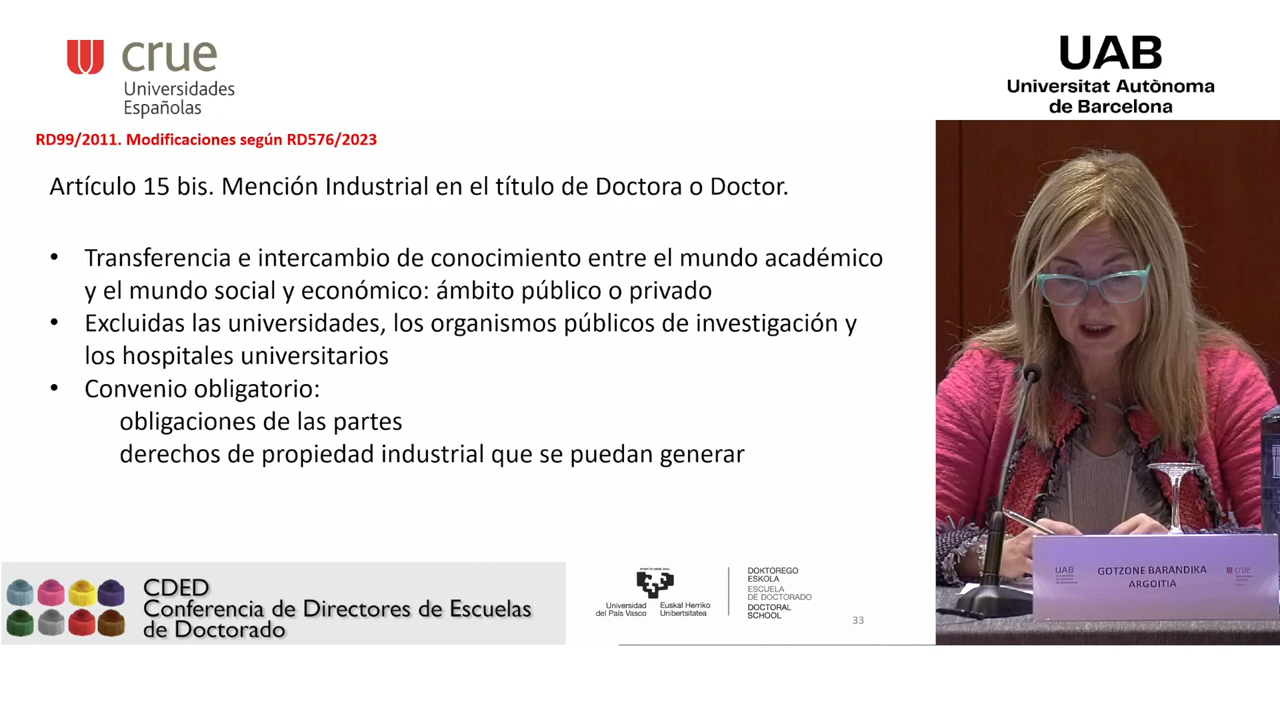 crue
Universidades
Españolas
UAB
Universitat Autònoma
de Barcelona
RD99/2011. Modificaciones según RD576/2023
Artículo 15 bis. Mención Industrial en el título de Doctora o Doctor.
• Transferencia e intercambio de conocimiento entre el mundo académico
y el mundo social y económico: ámbito público o privado
• Excluidas las universidades, los organismos públicos de investigación y
los hospitales universitarios
• Convenio obligatorio:
obligaciones de las partes
derechos de propiedad industrial que se puedan generar
CDED
Conferencia de Directores de Escuelas
de Doctorado
Universidad
del País Vasco
Euskal Herriko
Unibertsitatea
DOKTOREGO
ESKOLA
ESCUELA
DE DOCTORADO
DOCTORAL
SCHOOL
33
UAB
GOTZONE BARANDIKA
ARGOITIA
crue